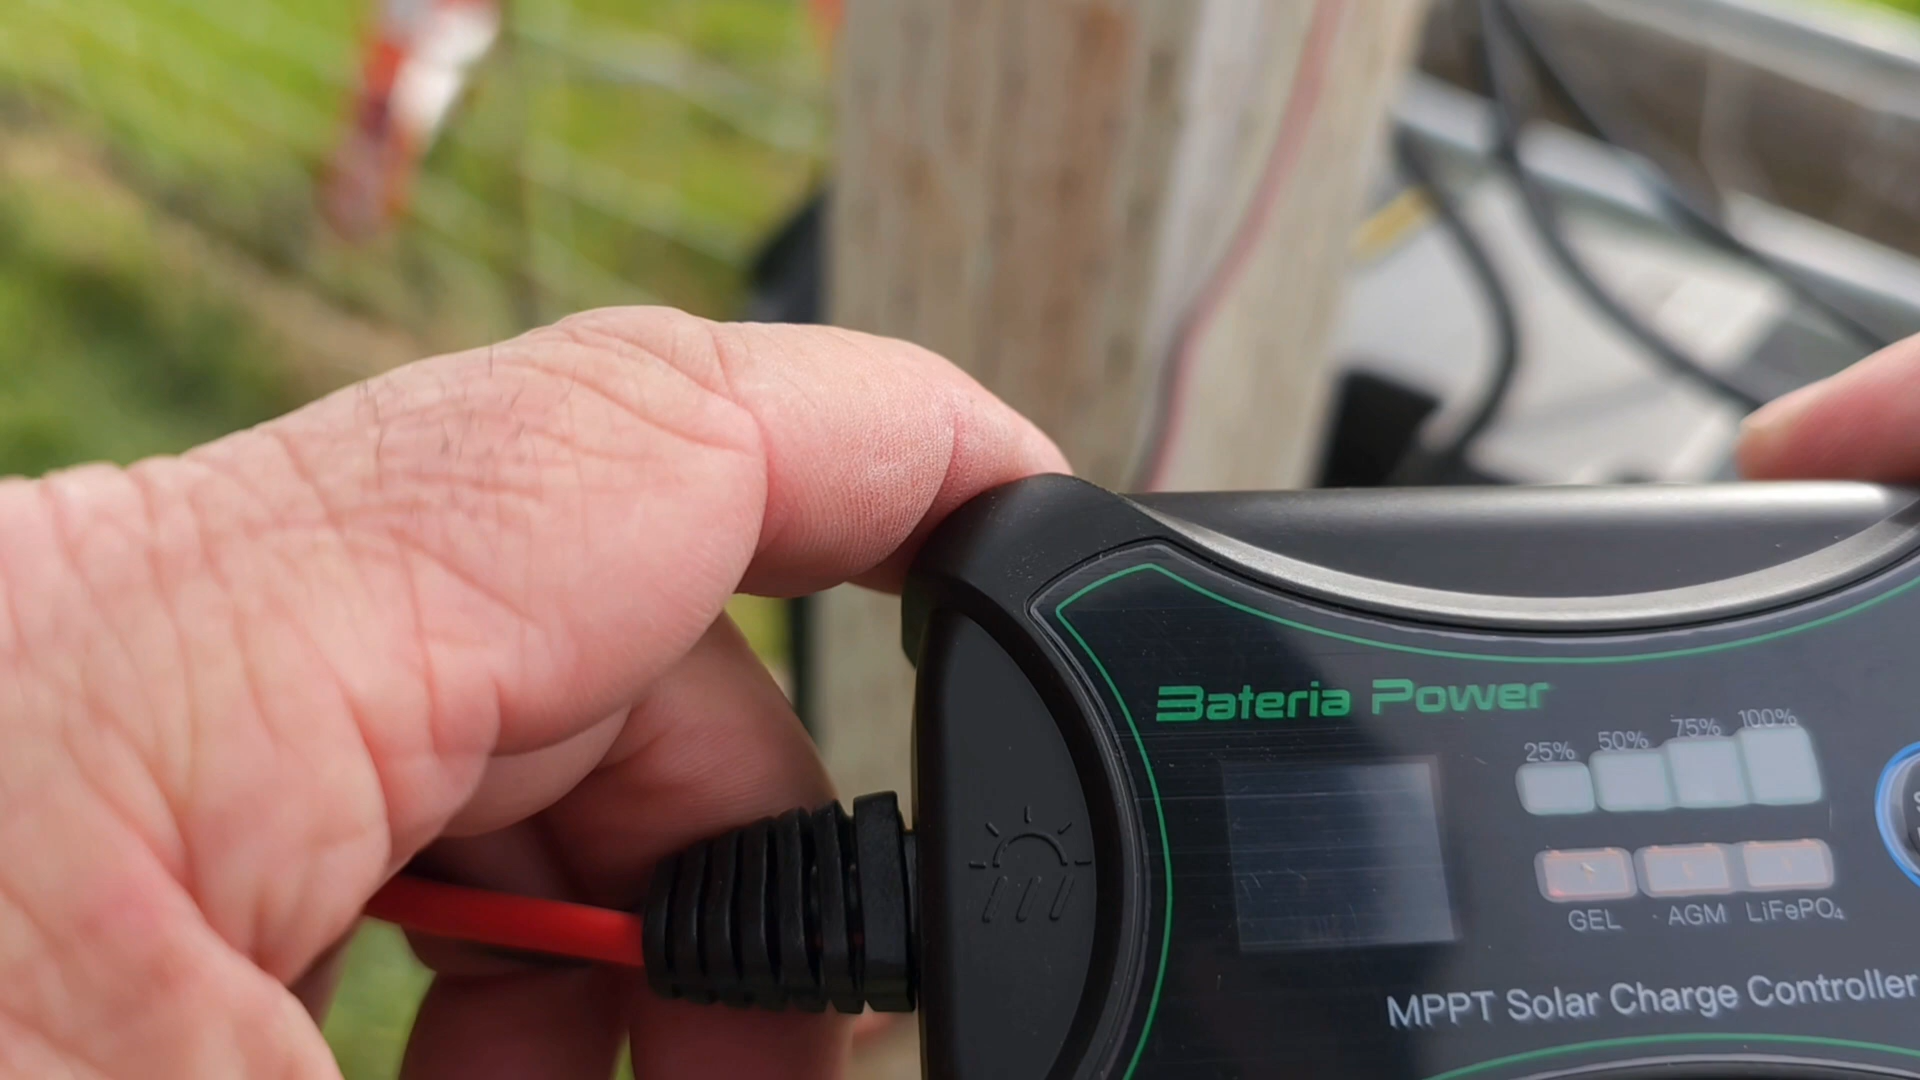 Bateria Power
25% 50% 75% 100%
GEL AGM LiFePO₄
MPPT Solar Charge Controller